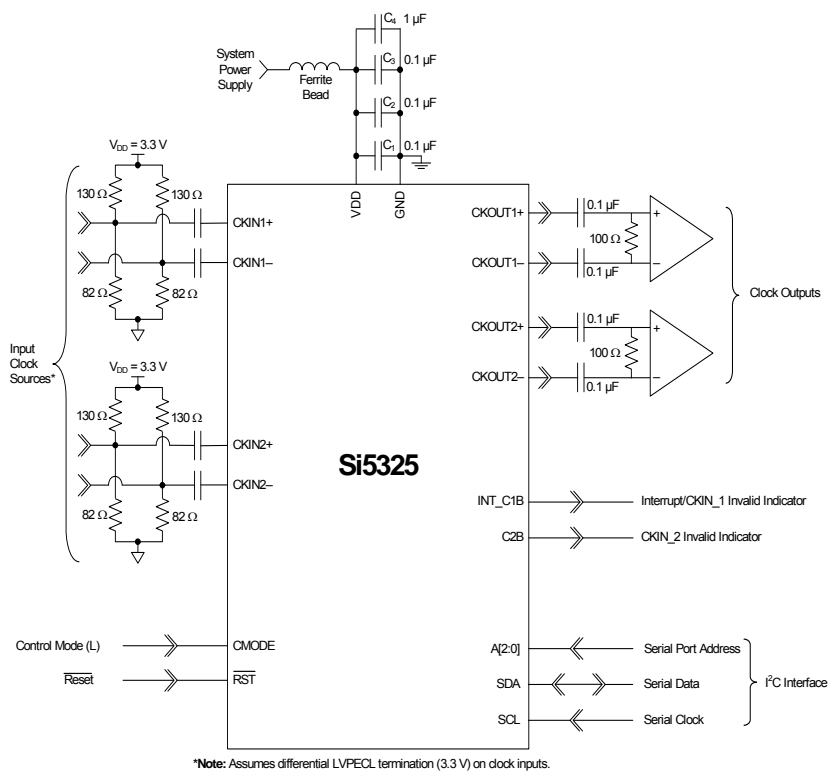 C4 1 µF
System
Power
Supply
Ferrite
Bead
C3 0.1 µF
C2 0.1 µF
C1 0.1 µF
VDD = 3.3 V
130 Ω 130 Ω
VDD GND
CKIN1+
CKIN1–
82 Ω 82 Ω
CKOUT1+ 0.1 µF +
100 Ω
CKOUT1– 0.1 µF –
Clock Outputs
CKOUT2+ 0.1 µF +
100 Ω
CKOUT2– 0.1 µF –
Input
Clock
Sources*
VDD = 3.3 V
130 Ω 130 Ω
CKIN2+
CKIN2–
82 Ω 82 Ω
Si5325
INT_C1B Interrupt/CKIN_1 Invalid Indicator
C2B CKIN_2 Invalid Indicator
Control Mode (L) CMODE
Reset RST
A[2:0] Serial Port Address
SDA Serial Data
SCL Serial Clock
I²C Interface
*Note: Assumes differential LVPECL termination (3.3 V) on clock inputs.